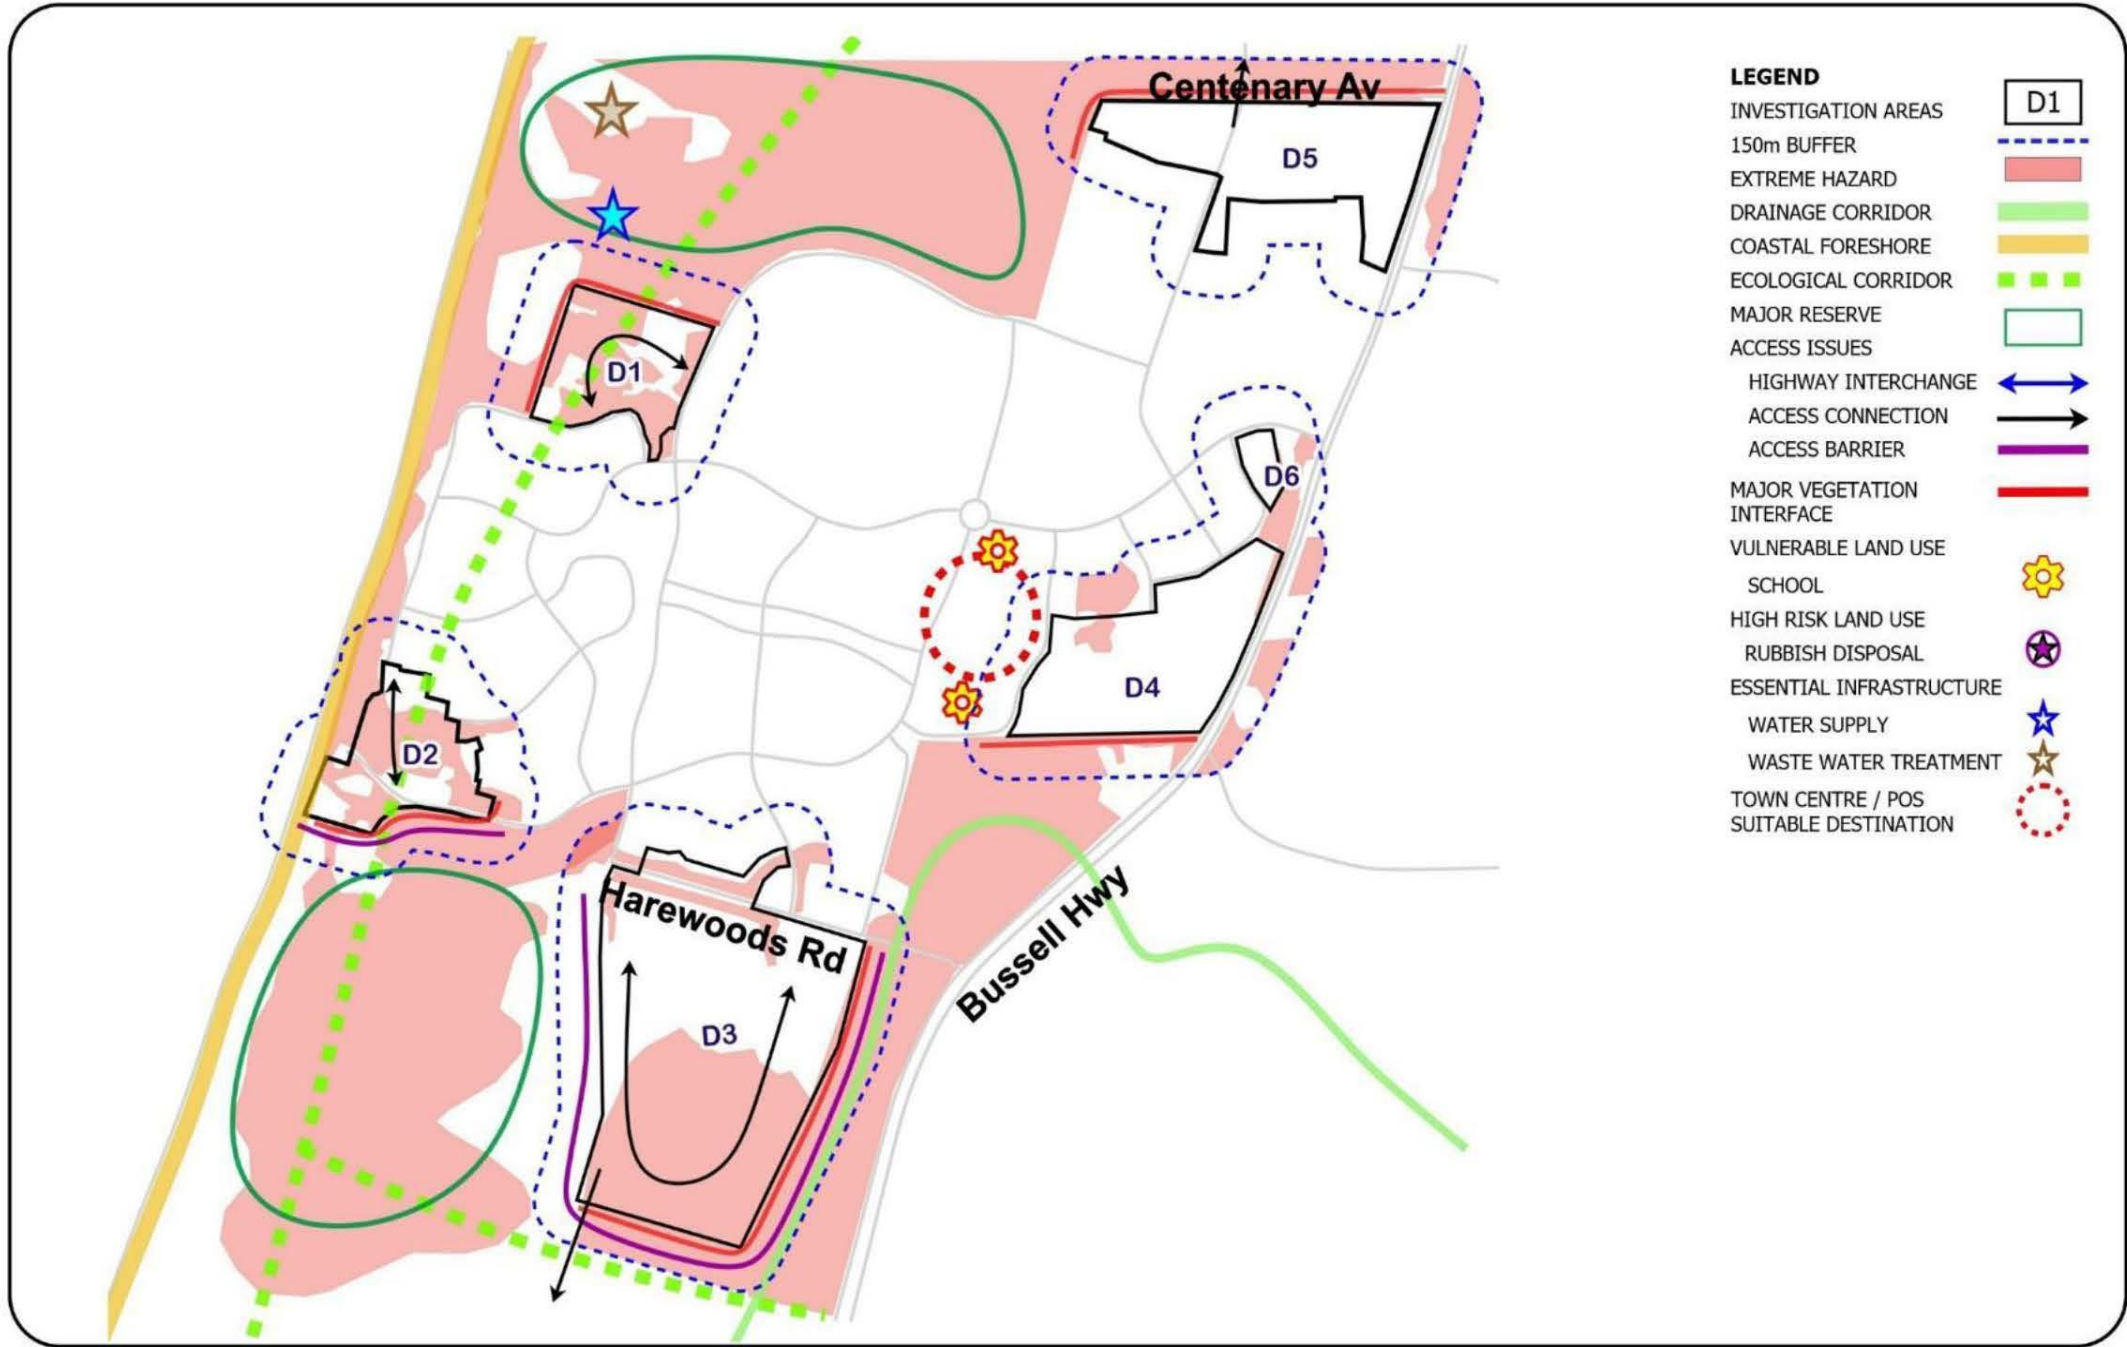 Centenary Av
D5
D1
D6
D4
D2
Harewoods Rd
Bussell Hwy
D3
LEGEND
INVESTIGATION AREAS
D1
150m BUFFER
EXTREME HAZARD
DRAINAGE CORRIDOR
COASTAL FORESHORE
ECOLOGICAL CORRIDOR
MAJOR RESERVE
ACCESS ISSUES
HIGHWAY INTERCHANGE
ACCESS CONNECTION
ACCESS BARRIER
MAJOR VEGETATION
INTERFACE
VULNERABLE LAND USE
SCHOOL
HIGH RISK LAND USE
RUBBISH DISPOSAL
ESSENTIAL INFRASTRUCTURE
WATER SUPPLY
WASTE WATER TREATMENT
TOWN CENTRE / POS
SUITABLE DESTINATION